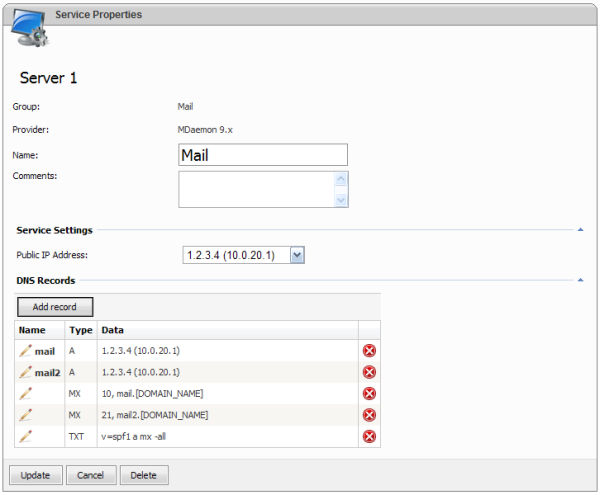 Service Properties
Server 1
Group: Mail
Provider: MDaemon 9.x
Name: Mail
Comments:
Service Settings
Public IP Address: 1.2.3.4 (10.0.20.1)
DNS Records
Add record
Name Type Data
mail A 1.2.3.4 (10.0.20.1)
mail2 A 1.2.3.4 (10.0.20.1)
MX 10, mail.[DOMAIN_NAME]
MX 21, mail2.[DOMAIN_NAME]
TXT v=spf1 a mx -all
Update Cancel Delete